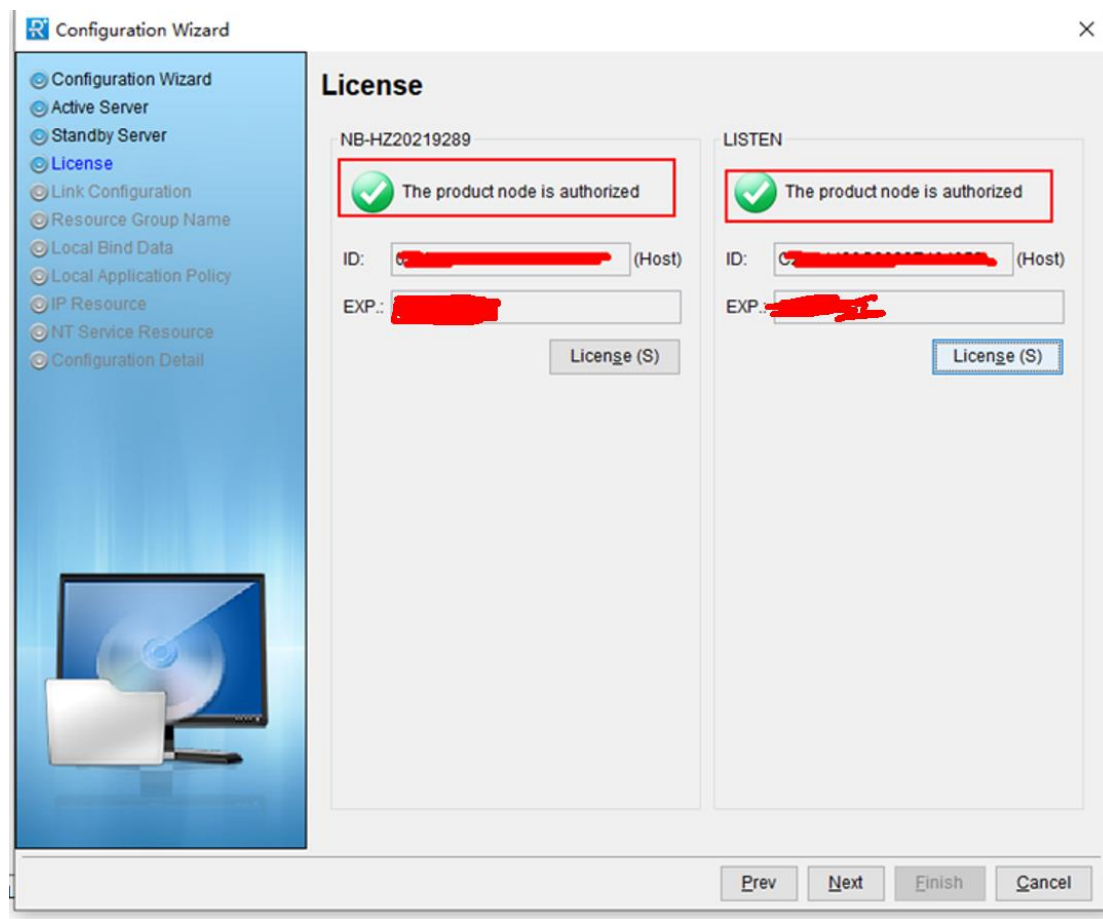 Configuration Wizard
Configuration Wizard
Active Server
Standby Server
License
Link Configuration
Resource Group Name
Local Bind Data
Local Application Policy
IP Resource
NT Service Resource
Configuration Detail
License
NB-HZ20219289
The product node is authorized
ID: (Host)
EXP.:
License (S)
LISTEN
The product node is authorized
ID: (Host)
EXP.:
License (S)
Prev Next Finish Cancel